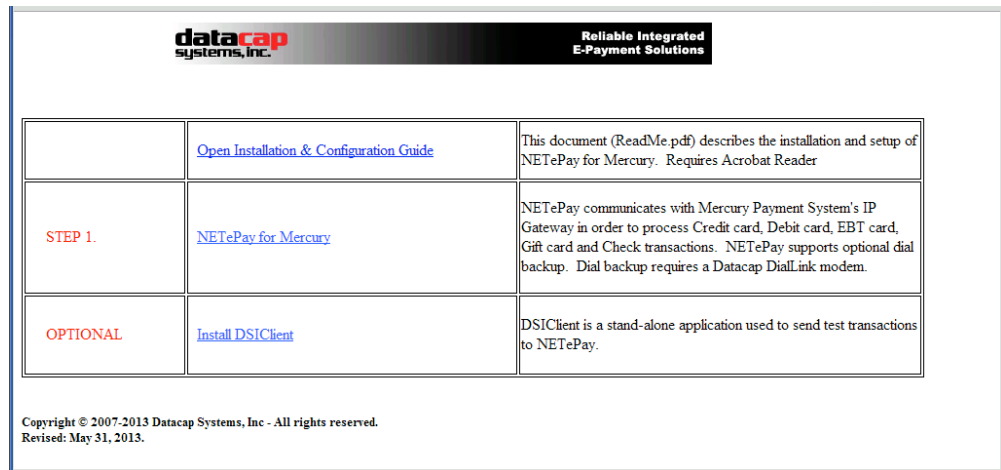 datacap
systems, inc.
Reliable Integrated
E-Payment Solutions
Open Installation & Configuration Guide
This document (ReadMe.pdf) describes the installation and setup of
NETePay for Mercury. Requires Acrobat Reader
STEP 1.
NETePay for Mercury
NETePay communicates with Mercury Payment System's IP
Gateway in order to process Credit card, Debit card, EBT card,
Gift card and Check transactions. NETePay supports optional dial
backup. Dial backup requires a Datacap DialLink modem.
OPTIONAL
Install DSIClient
DSIClient is a stand-alone application used to send test transactions
to NETePay.
Copyright © 2007-2013 Datacap Systems, Inc - All rights reserved.
Revised: May 31, 2013.